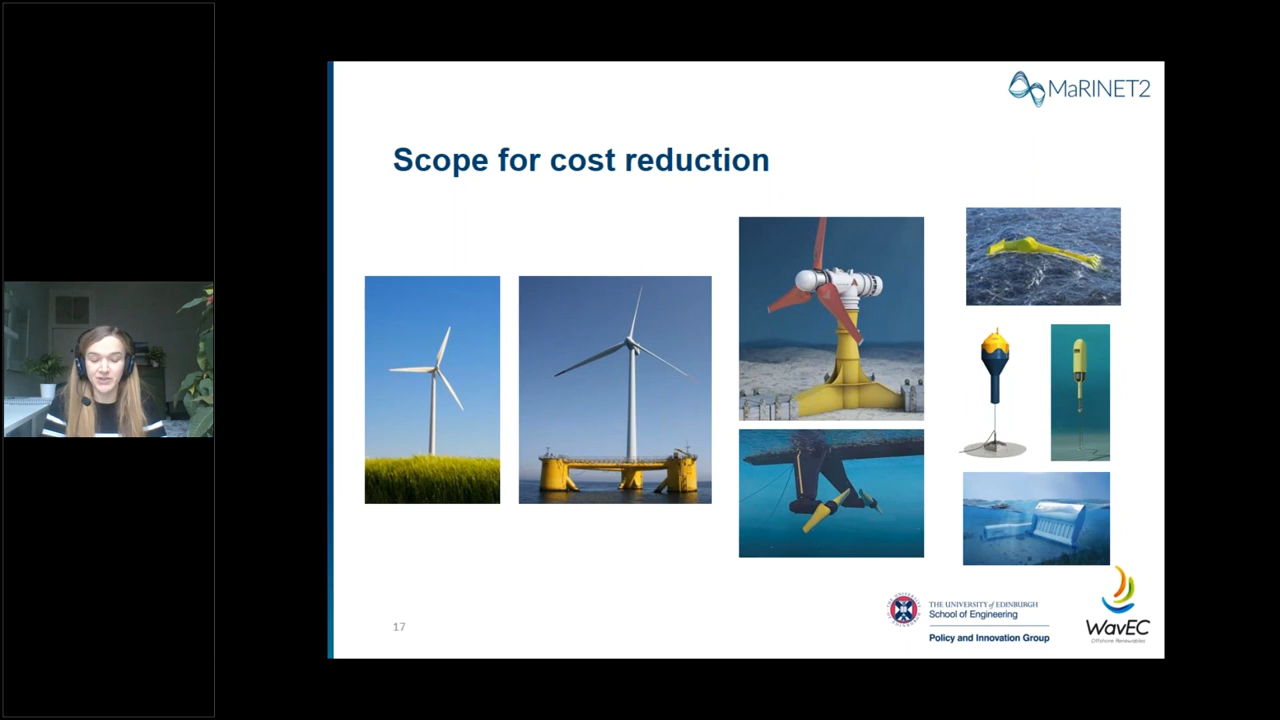 MaRINET2
Scope for cost reduction
17
THE UNIVERSITY of EDINBURGH
School of Engineering
Policy and Innovation Group
WavEC
Offshore Renewables